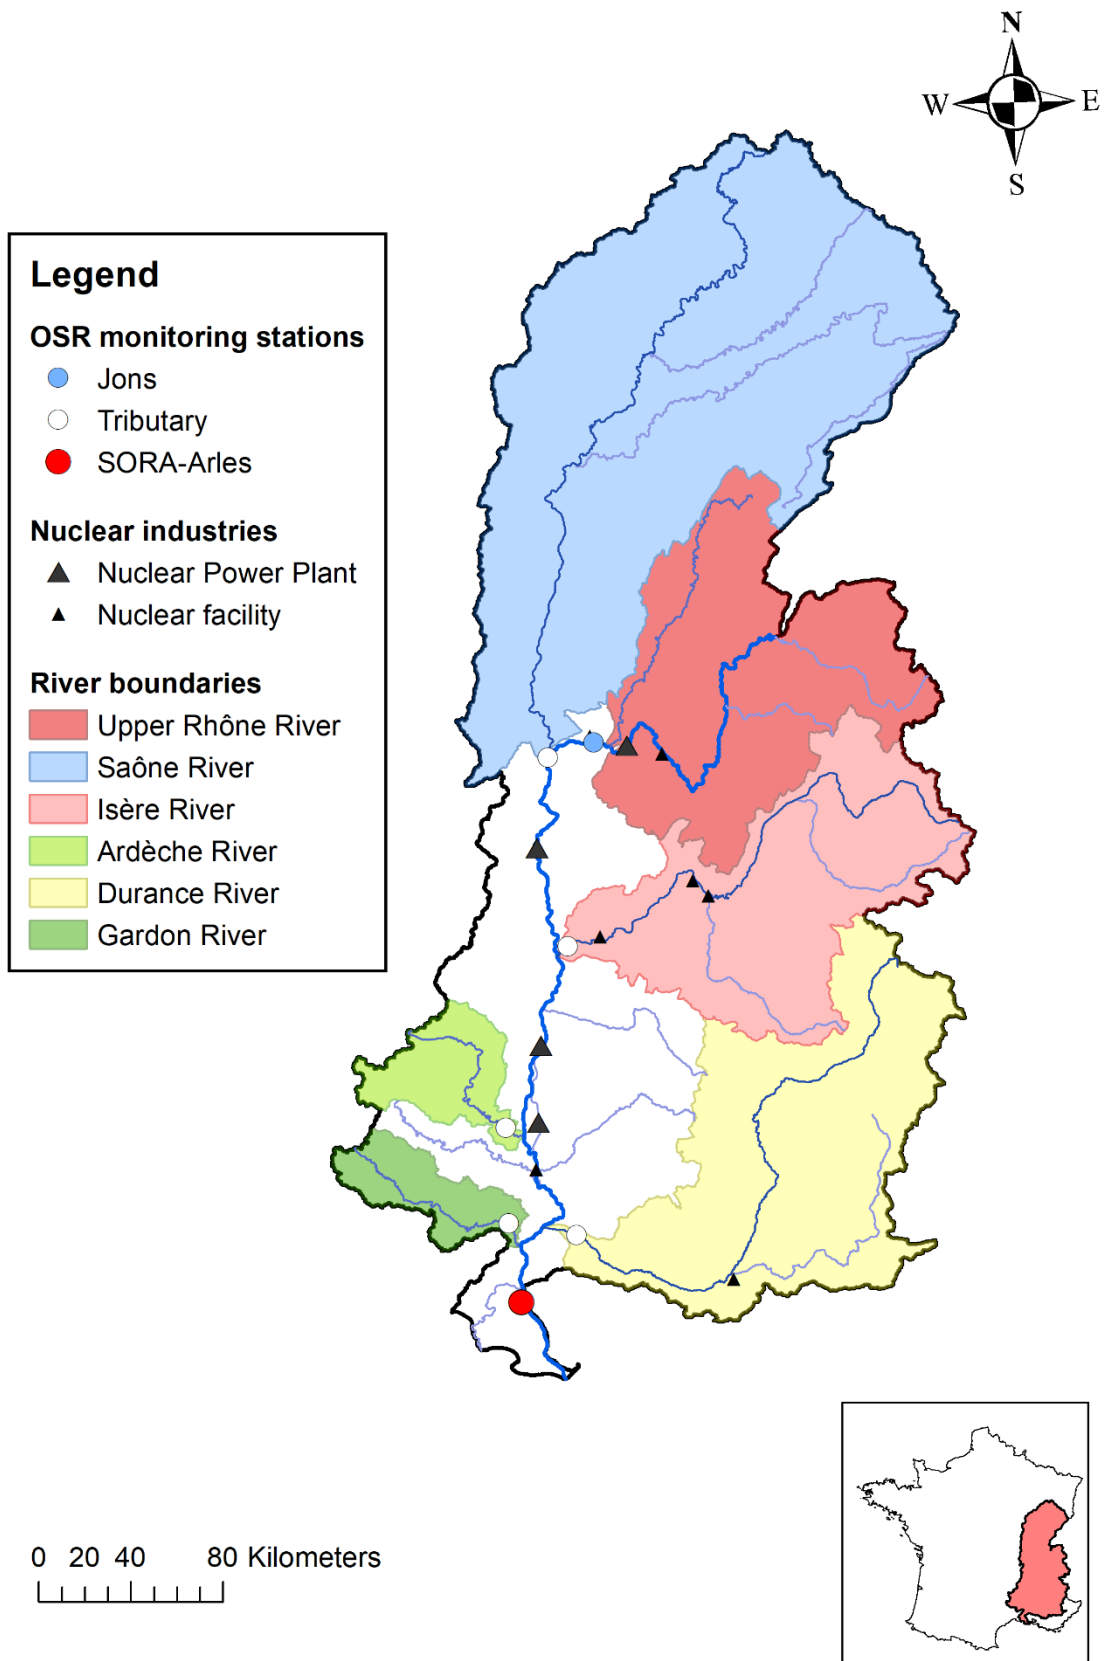 N
W E
S
Legend
OSR monitoring stations
Jons
Tributary
SORA-Arles
Nuclear industries
Nuclear Power Plant
Nuclear facility
River boundaries
Upper Rhône River
Saône River
Isère River
Ardèche River
Durance River
Gardon River
0 20 40 80 Kilometers